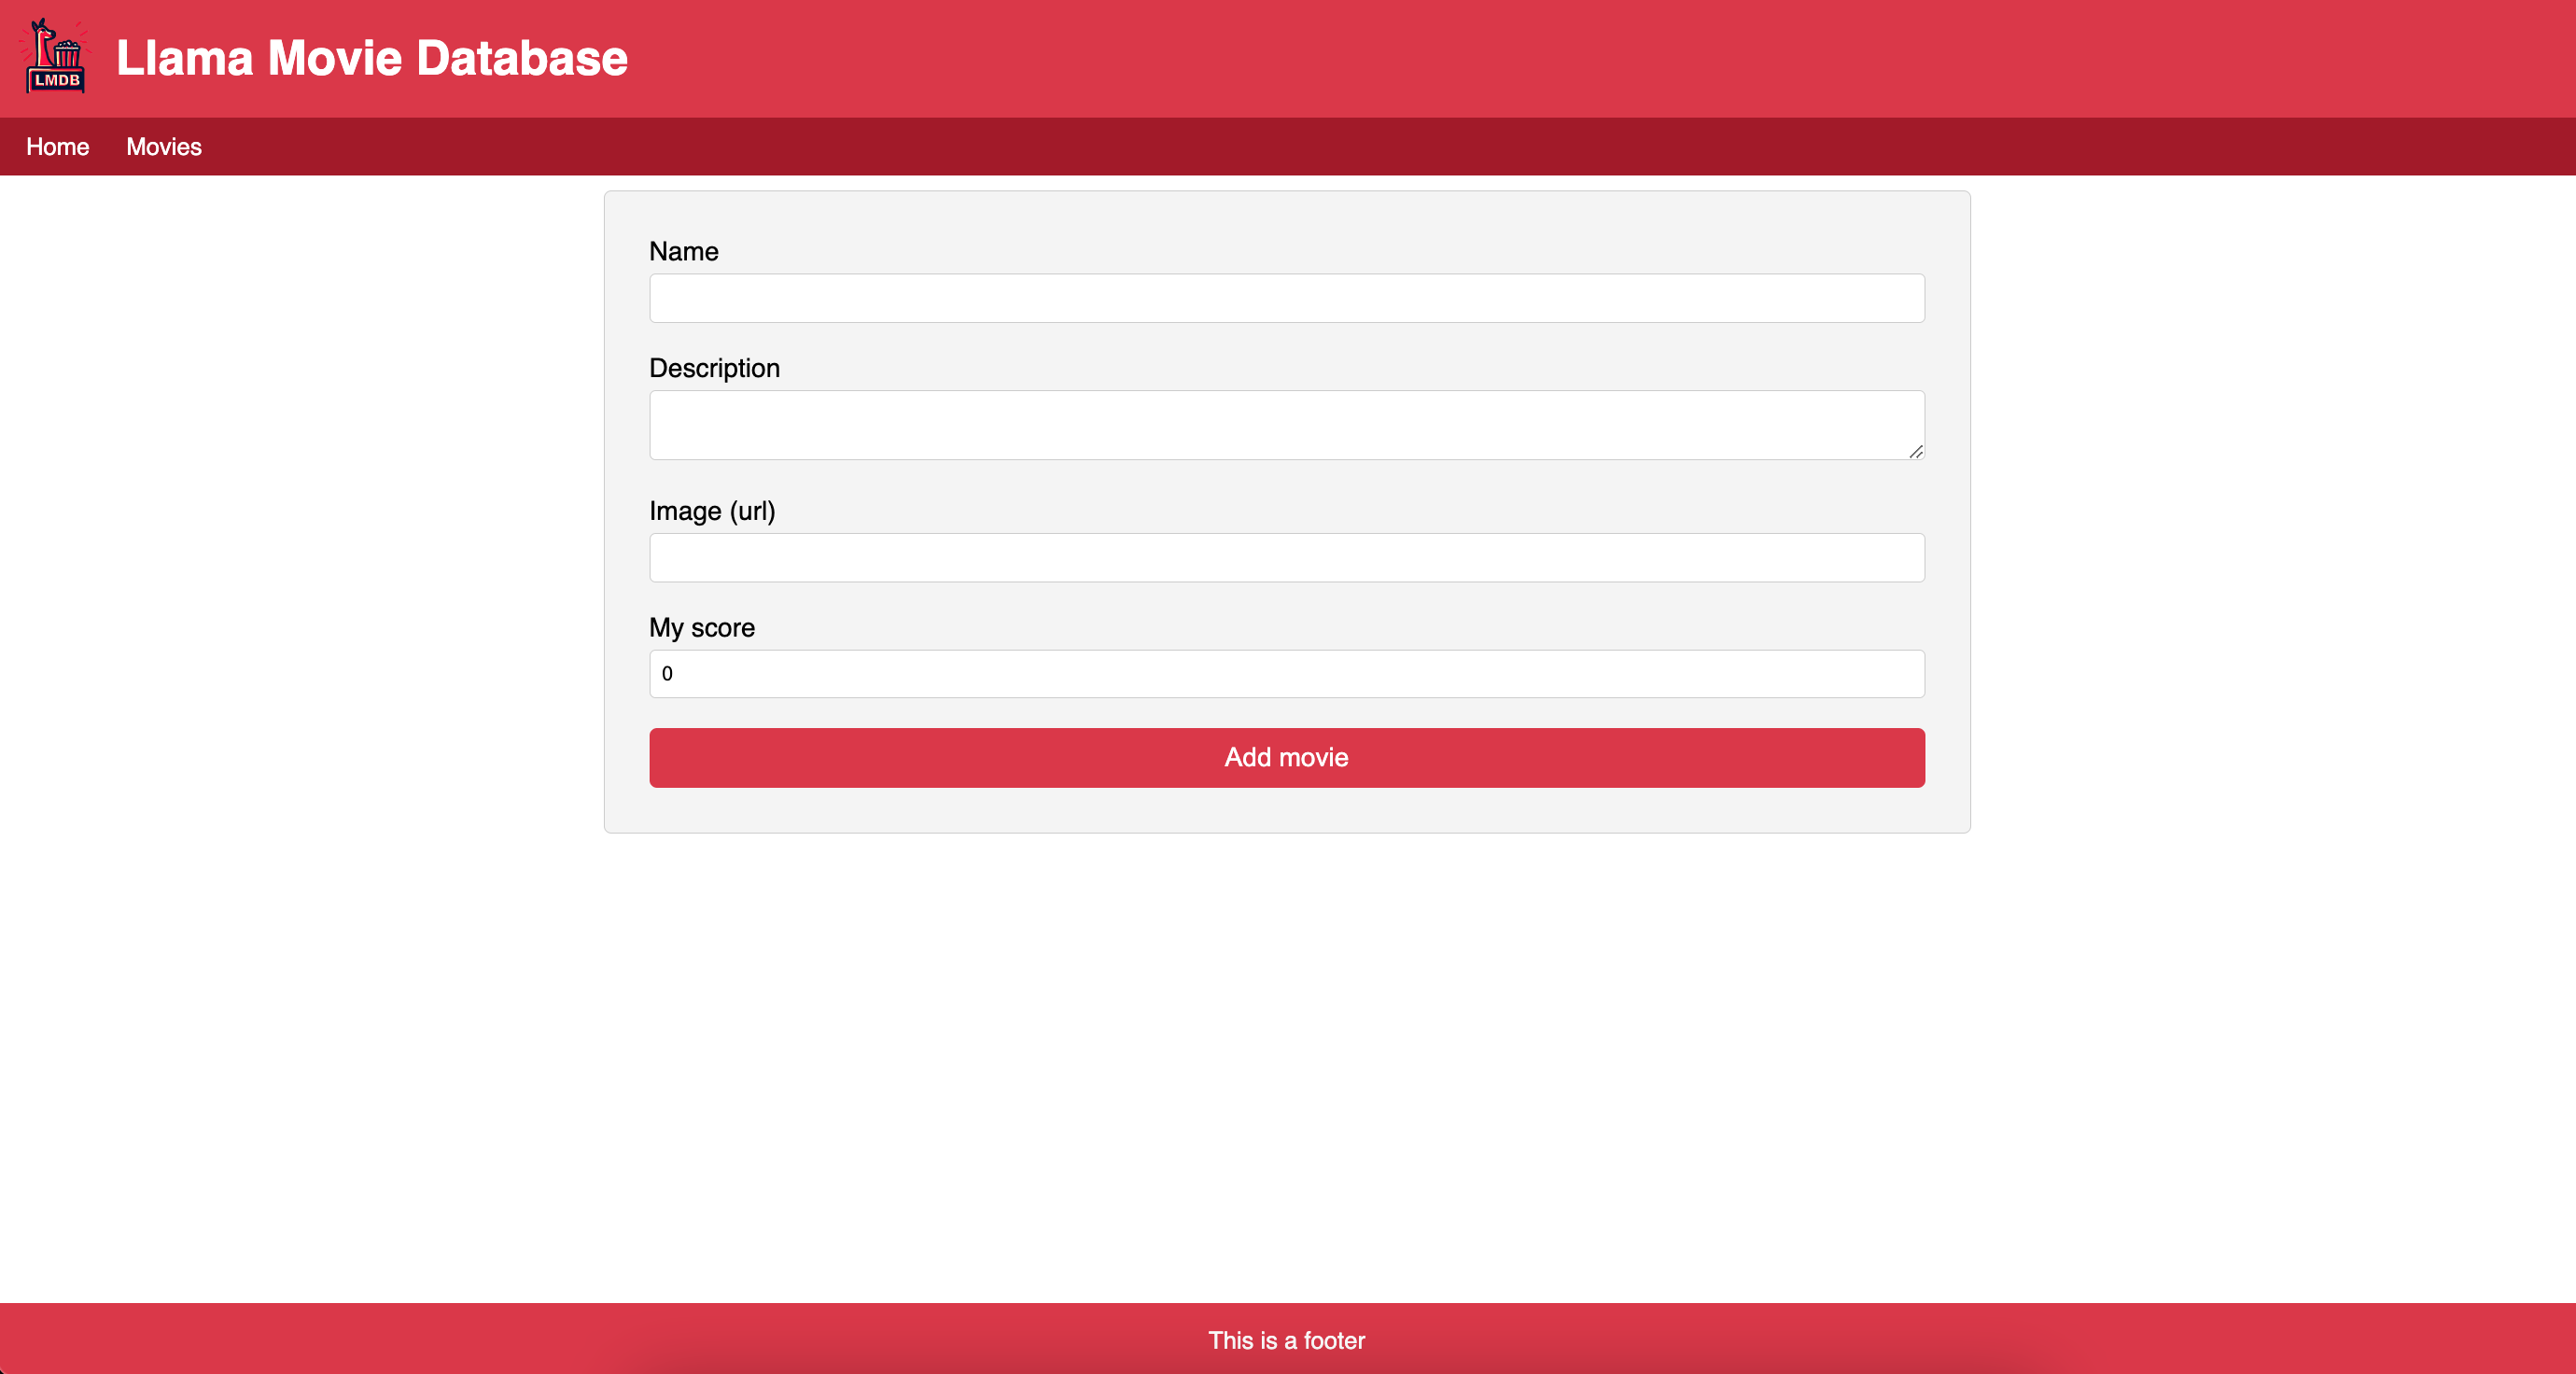 LMDB
Llama Movie Database
Home Movies
Name
Description
Image (url)
My score
0
Add movie
This is a footer